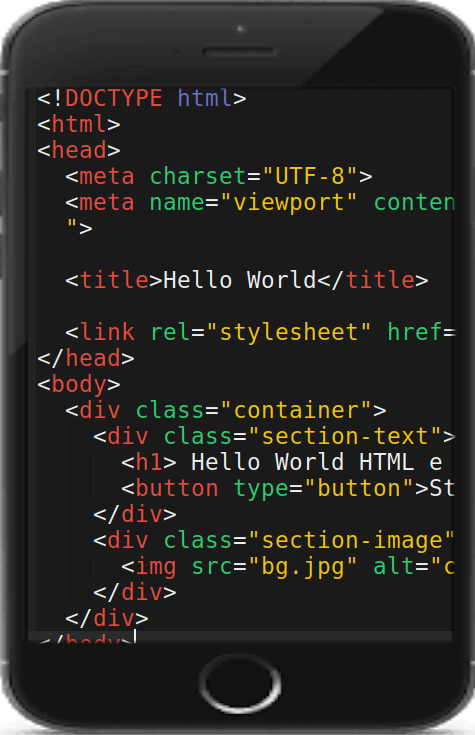 <!DOCTYPE html>
<html>
<head>
<meta charset="UTF-8">
<meta name="viewport" conten
">
<title>Hello World</title>
<link rel="stylesheet" href=
</head>
<body>
<div class="container">
<div class="section-text">
<h1> Hello World HTML e
<button type="button">St
</div>
<div class="section-image"
<img src="bg.jpg" alt="c
</div>
</div>
</body>